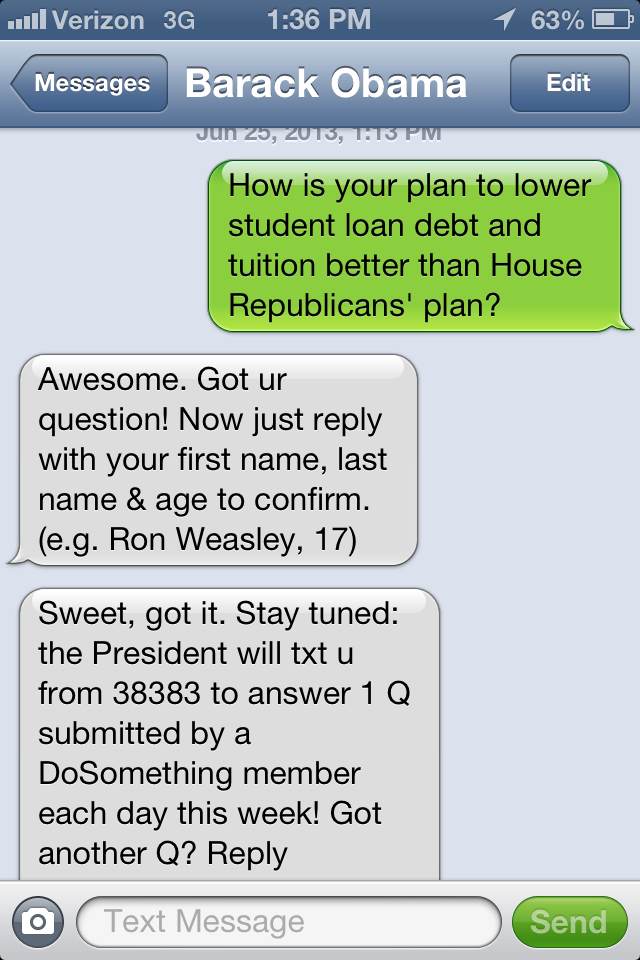 Verizon 3G 1:36 PM 63%
Messages Barack Obama Edit
Jun 25, 2013, 1:13 PM
How is your plan to lower
student loan debt and
tuition better than House
Republicans' plan?
Awesome. Got ur
question! Now just reply
with your first name, last
name & age to confirm.
(e.g. Ron Weasley, 17)
Sweet, got it. Stay tuned:
the President will txt u
from 38383 to answer 1 Q
submitted by a
DoSomething member
each day this week! Got
another Q? Reply
Text Message Send